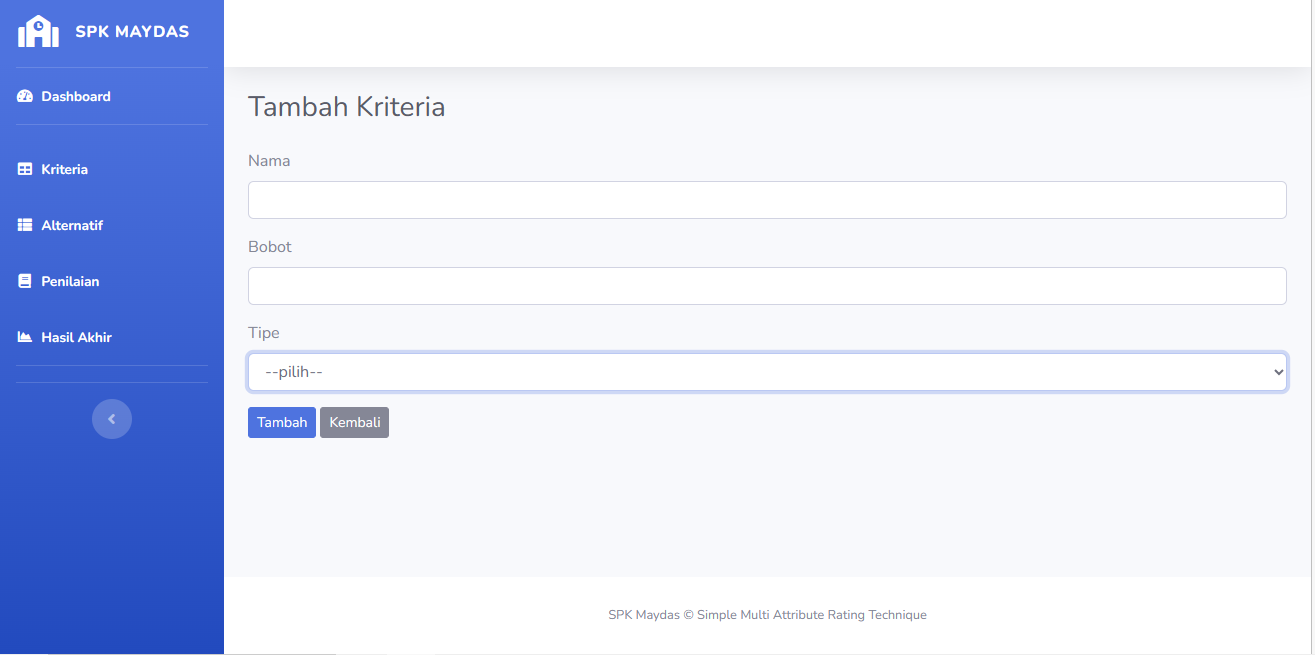 SPK MAYDAS
Dashboard
Kriteria
Alternatif
Penilaian
Hasil Akhir
Tambah Kriteria
Nama
Bobot
Tipe
--pilih--
Tambah Kembali
SPK Maydas © Simple Multi Attribute Rating Technique